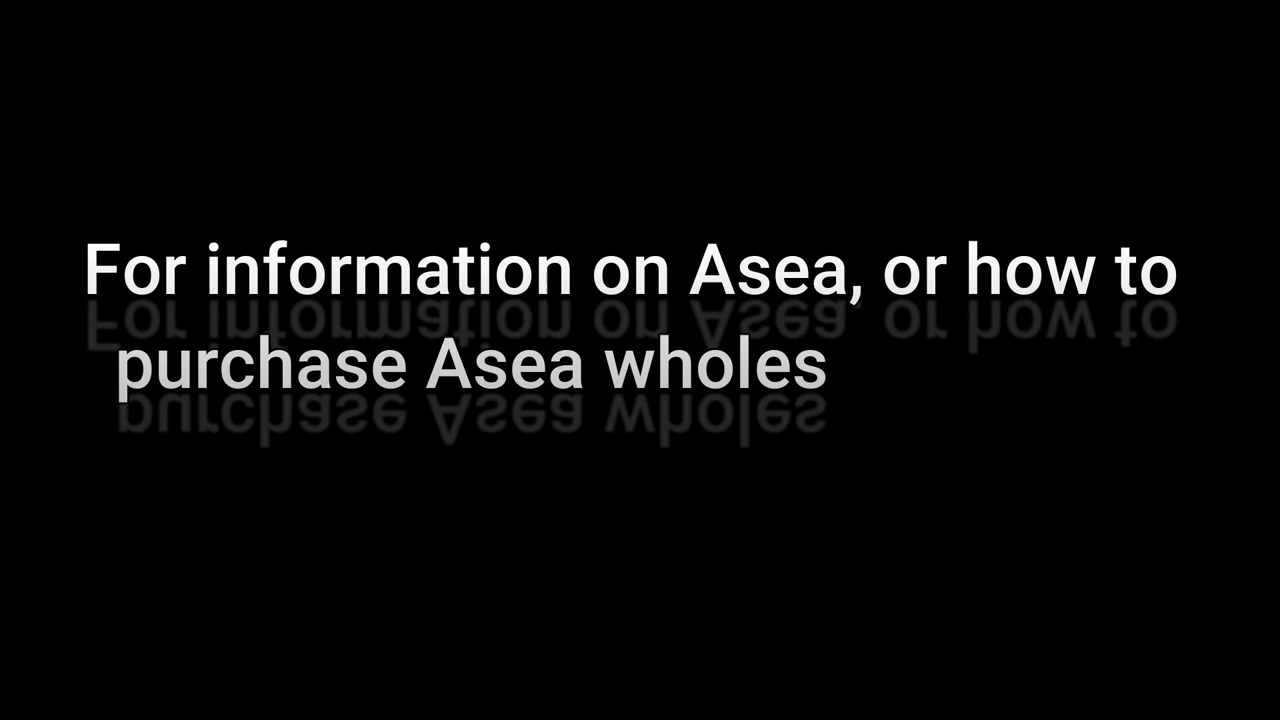 For information on Asea, or how to
purchase Asea wholes